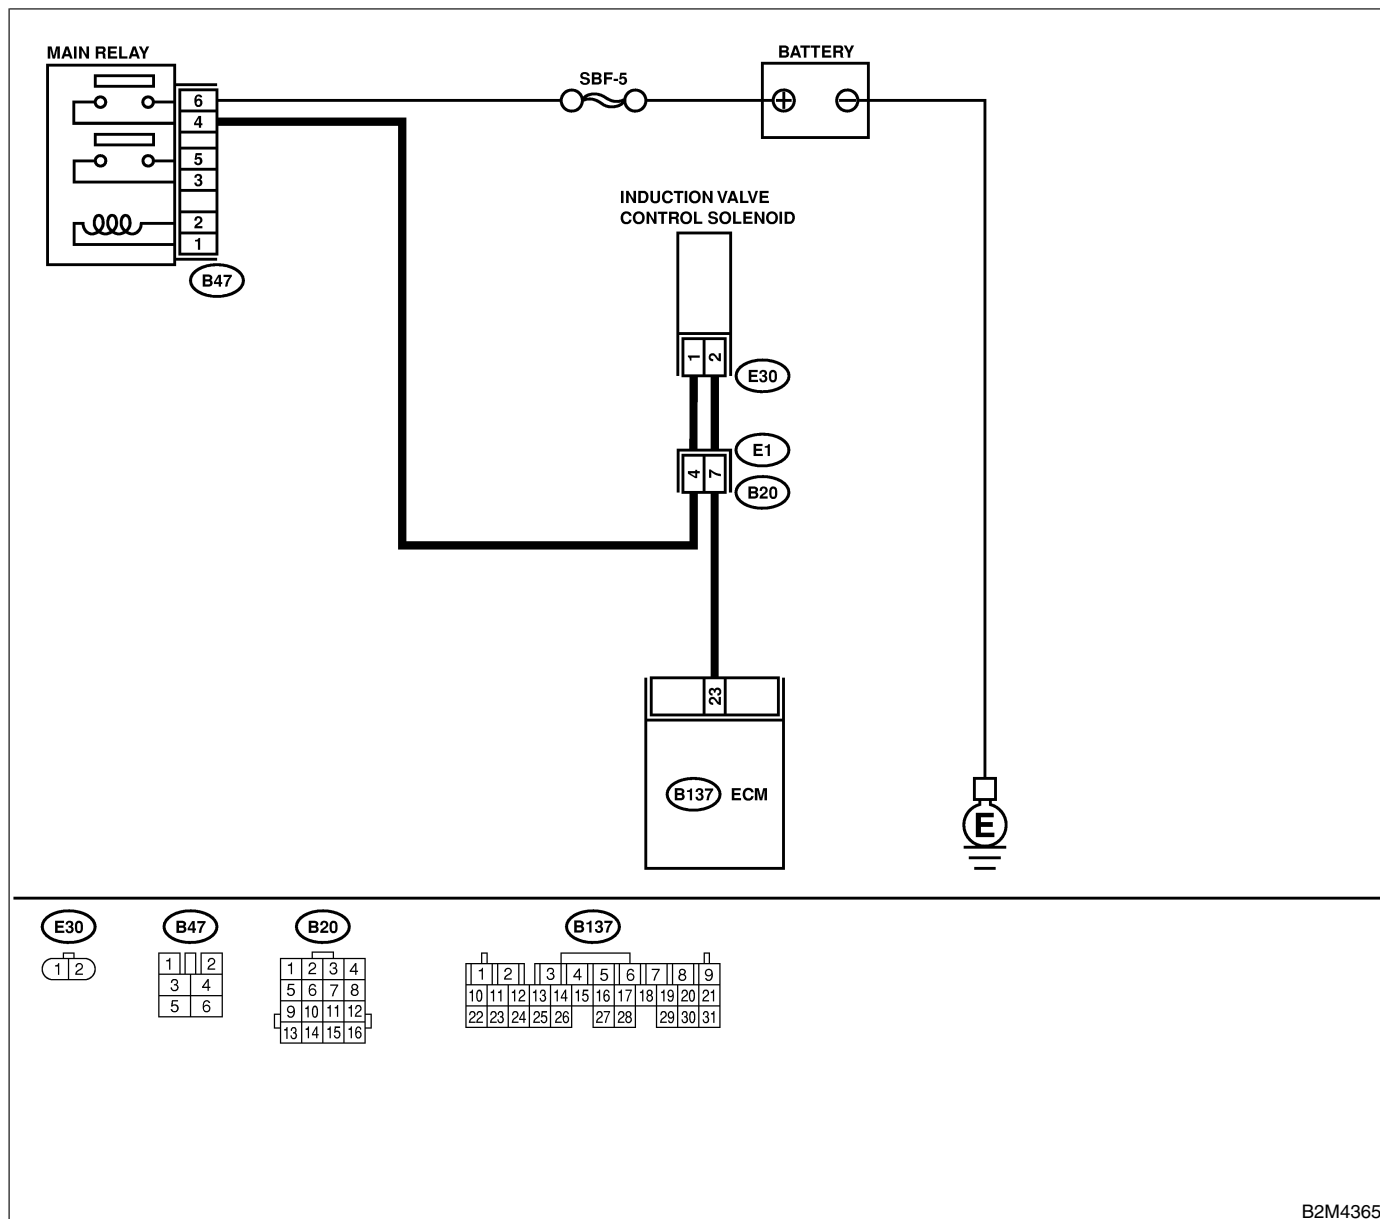 MAIN RELAY
BATTERY
SBF-5
6
4
5
3
2
1
B47
INDUCTION VALVE
CONTROL SOLENOID
1 2
E30
E1
4 7
B20
23
B137 ECM
E
E30 B47 B20 B137
1 2
1 2
3 4
5 6
1 2 3 4
5 6 7 8
9 10 11 12
13 14 15 16
1 2 3 4 5 6 7 8 9
10 11 12 13 14 15 16 17 18 19 20 21
22 23 24 25 26 27 28 29 30 31
B2M4365